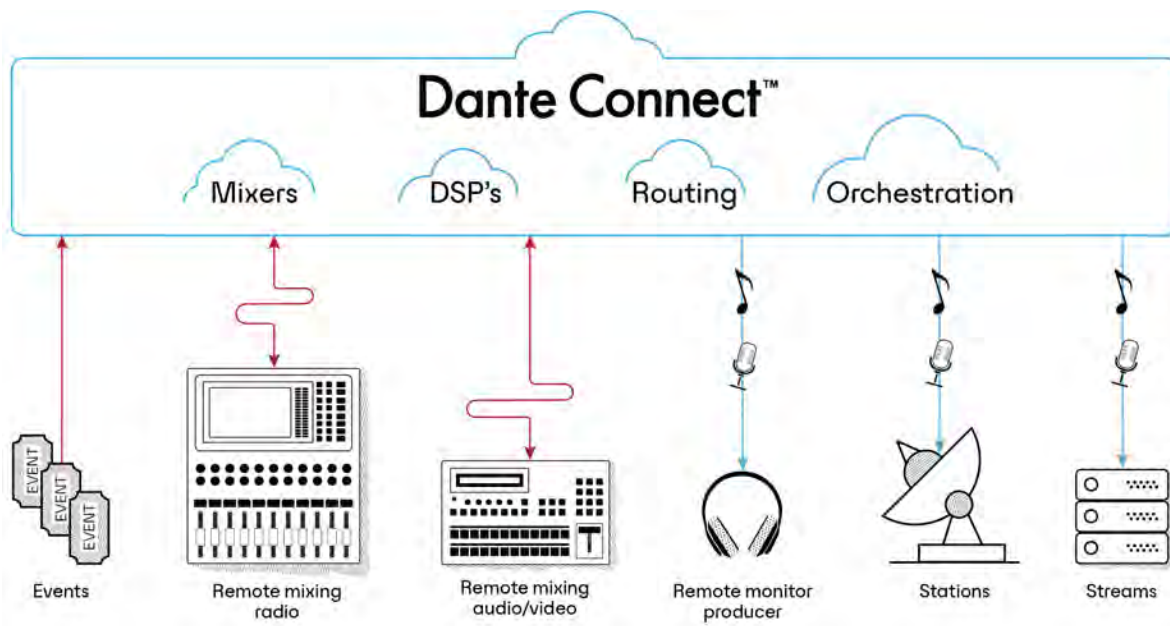 Dante Connect™
Mixers
DSP's
Routing
Orchestration
EVENT
EVENT
EVENT
Events
Remote mixing
radio
Remote mixing
audio/video
Remote monitor
producer
Stations
Streams